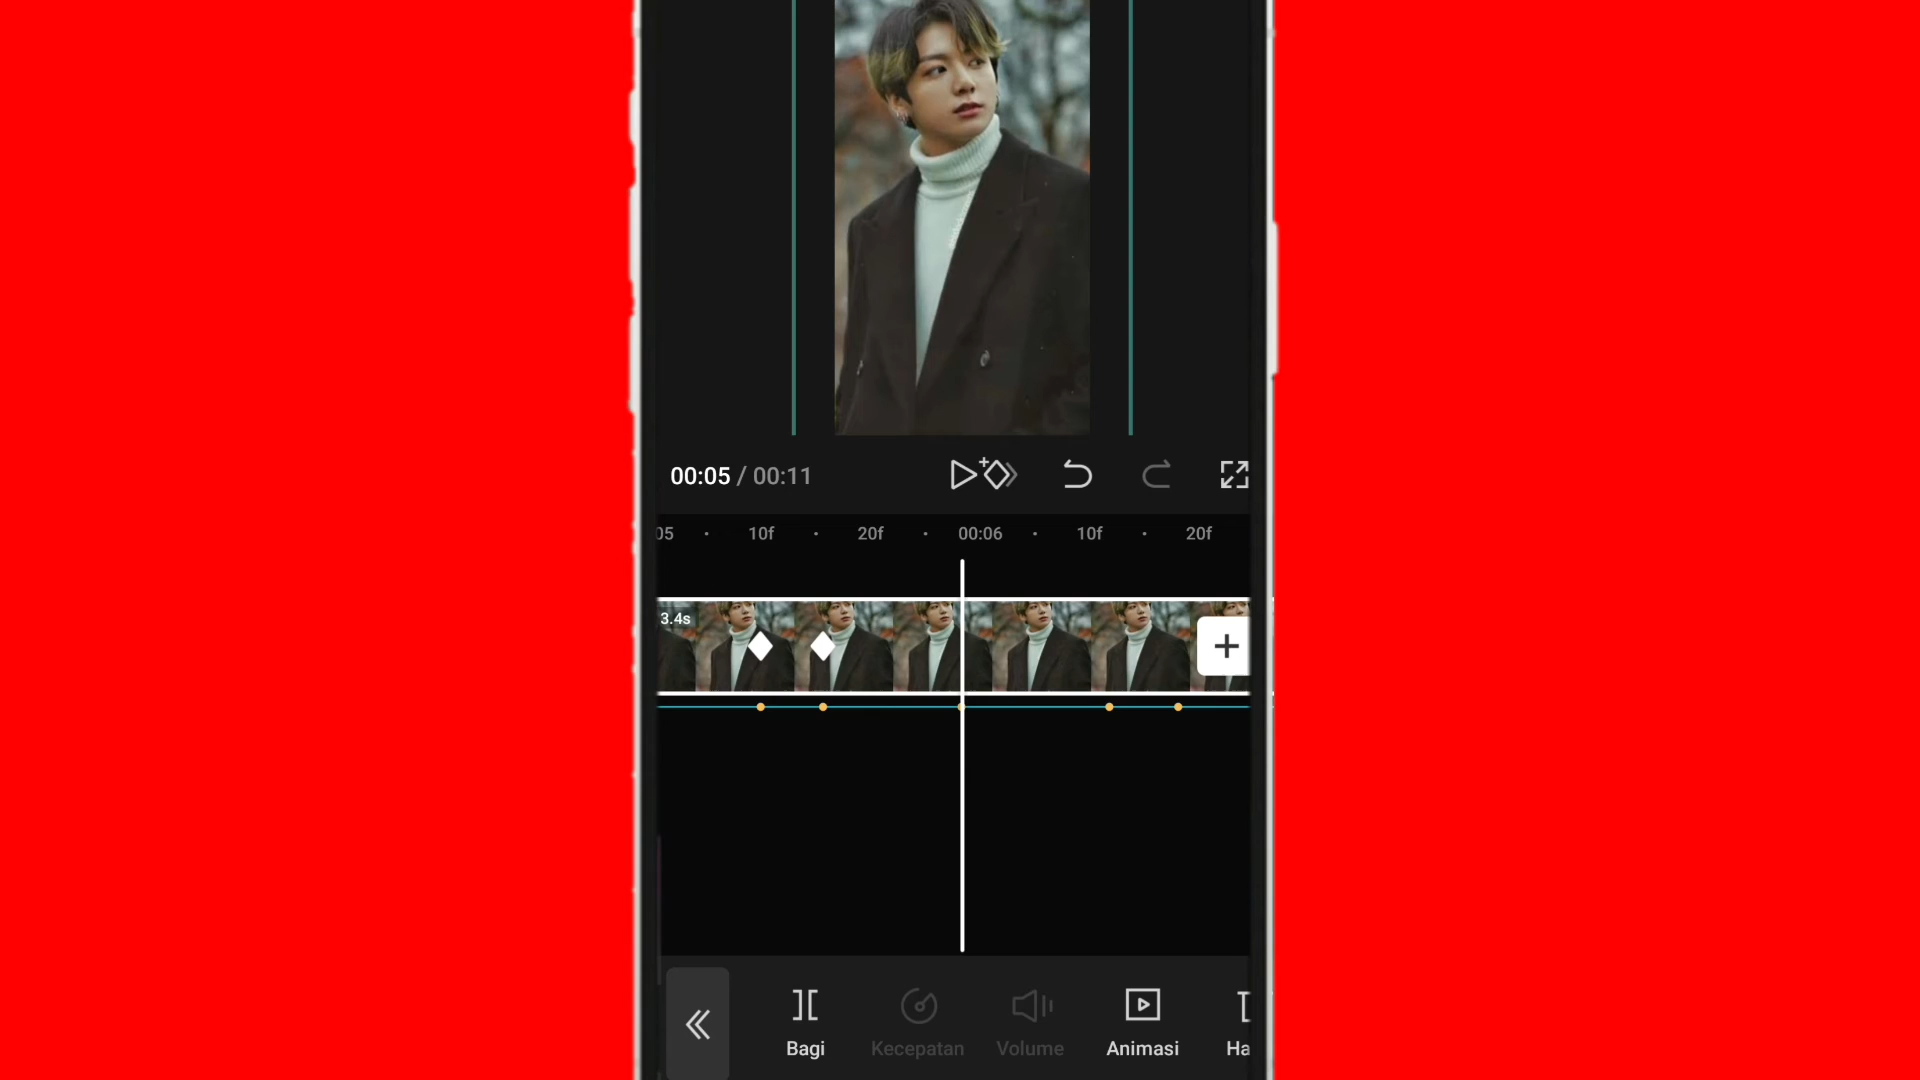 00:05 / 00:11
05 10f 20f 00:06 10f 20f
3.4s
Bagi Kecepatan Volume Animasi Ha